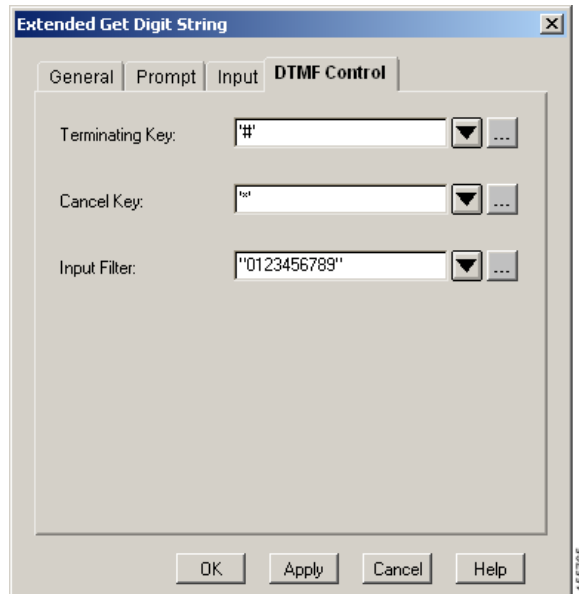 Extended Get Digit String
General Prompt Input DTMF Control
Terminating Key: '#' ...
Cancel Key: '*' ...
Input Filter: "0123456789" ...
OK Apply Cancel Help